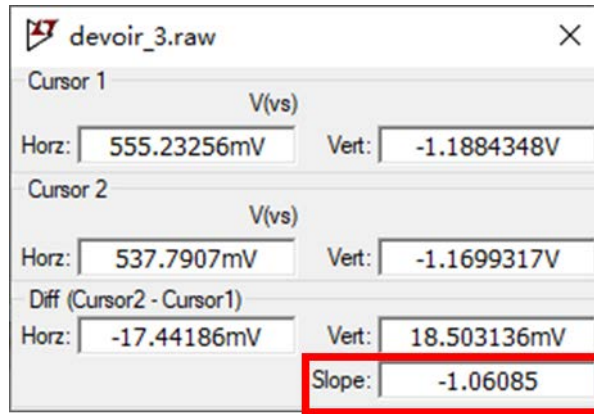 devoir_3.raw
Cursor 1
V(vs)
Horz: 555.23256mV Vert: -1.1884348V
Cursor 2
V(vs)
Horz: 537.7907mV Vert: -1.1699317V
Diff (Cursor2 - Cursor1)
Horz: -17.44186mV Vert: 18.503136mV
Slope: -1.06085